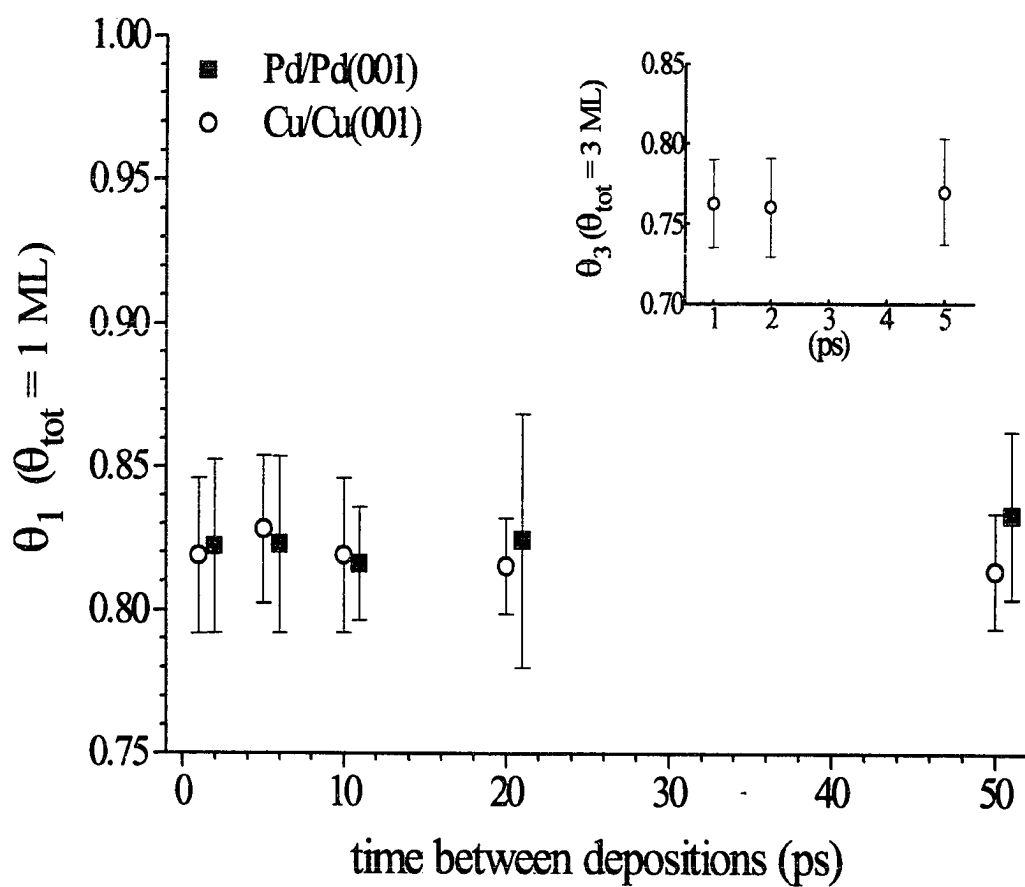 1.00
0.95
0.90
0.85
0.80
0.75
θ1 (θtot = 1 ML)
Pd/Pd(001)
Cu/Cu(001)
0.85
0.80
0.75
0.70
θ3 (θtot = 3 ML)
1 2 3 4 5
(ps)
0 10 20 30 40 50
time between depositions (ps)